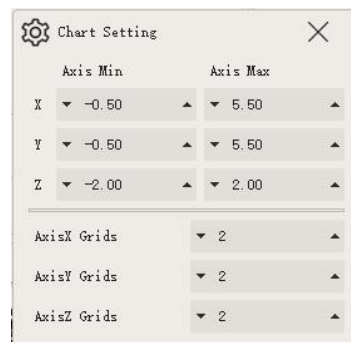 Chart Setting
Axis Min Axis Max
X -0.50 5.50
Y -0.50 5.50
Z -2.00 2.00
AxisX Grids 2
AxisY Grids 2
AxisZ Grids 2